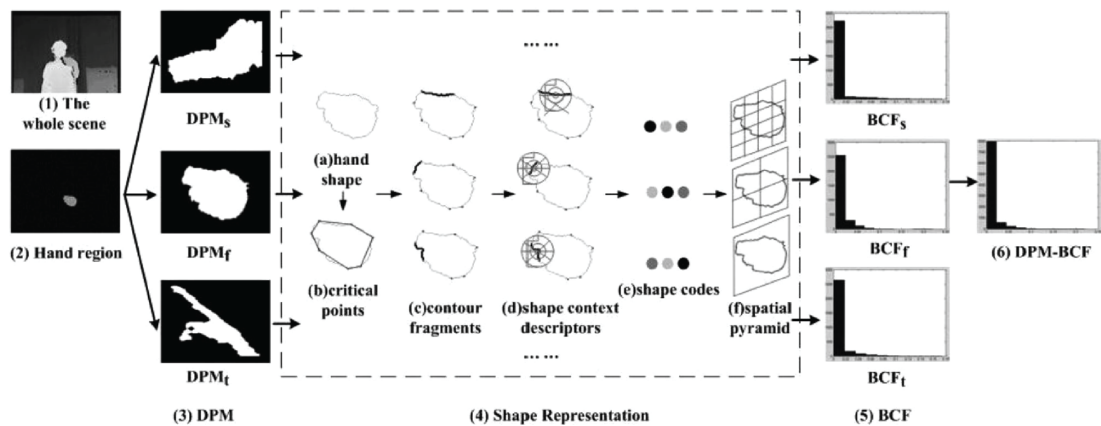 (1) The
whole scene
(2) Hand region
DPMs
DPMf
DPMt
(3) DPM
... ...
(a)hand
shape
(b)critical
points
(c)contour
fragments
(d)shape context
descriptors
(e)shape codes
(f)spatial
pyramid
... ...
(4) Shape Representation
BCFs
BCFf
BCFt
(5) BCF
(6) DPM-BCF